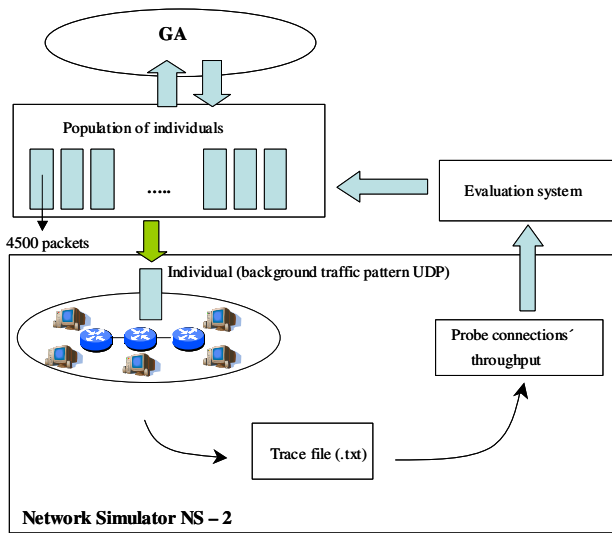 GA
Population of individuals
.....
Evaluation system
4500 packets
Individual (background traffic pattern UDP)
Probe connections´
throughput
Trace file (.txt)
Network Simulator NS – 2